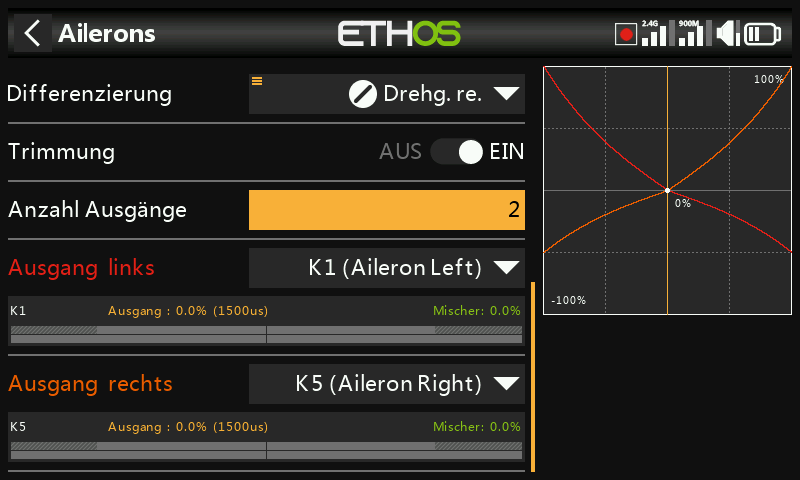 Ailerons
ETHOS
2.4G 900M
Differenzierung Drehg. re.
100%
Trimmung AUS EIN
Anzahl Ausgänge 2
0%
Ausgang links K1 (Aileron Left)
-100%
K1 Ausgang : 0.0% (1500us) Mischer: 0.0%
Ausgang rechts K5 (Aileron Right)
K5 Ausgang : 0.0% (1500us) Mischer: 0.0%